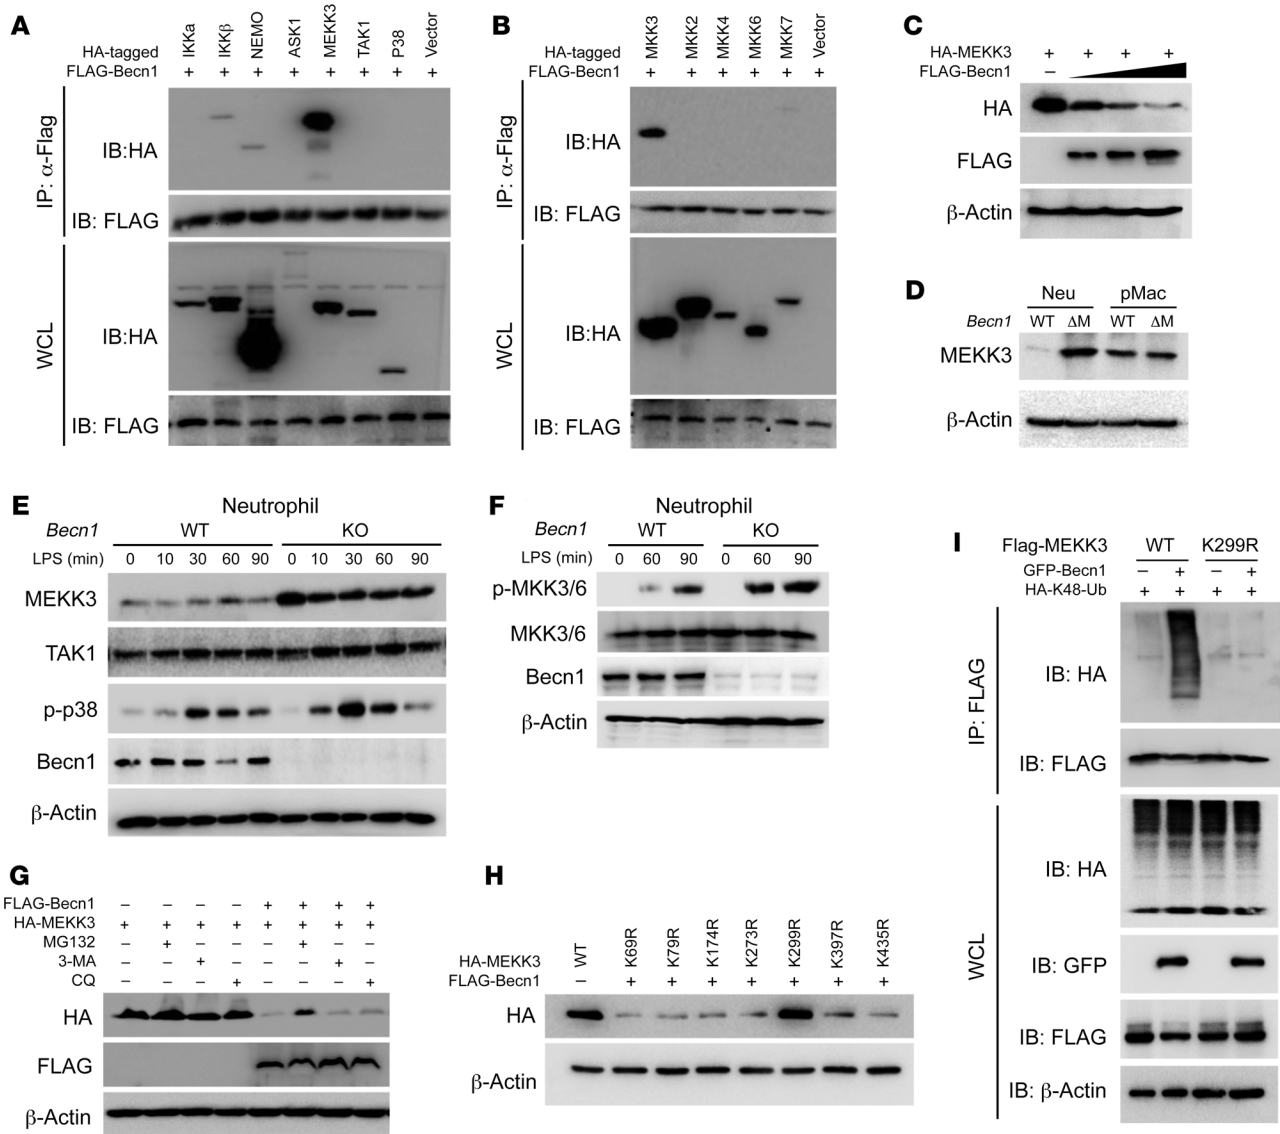 A
HA-tagged IKKa IKKβ NEMO ASK1 MEKK3 TAK1 P38 Vector
FLAG-Becn1 + + + + + + + +
IP: α-Flag
IB:HA
IB: FLAG
WCL
IB:HA
IB: FLAG
B
HA-tagged MKK3 MKK2 MKK4 MKK6 MKK7 Vector
FLAG-Becn1 + + + + + +
IP: α-Flag
IB:HA
IB: FLAG
WCL
IB:HA
IB: FLAG
C
HA-MEKK3 + + + +
FLAG-Becn1 −
HA
FLAG
β-Actin
D
Neu pMac
Becn1 WT ΔM WT ΔM
MEKK3
β-Actin
E
Neutrophil
Becn1 WT KO
LPS (min) 0 10 30 60 90 0 10 30 60 90
MEKK3
TAK1
p-p38
Becn1
β-Actin
F
Neutrophil
Becn1 WT KO
LPS (min) 0 60 90 0 60 90
p-MKK3/6
MKK3/6
Becn1
β-Actin
G
FLAG-Becn1 − − − − + + + +
HA-MEKK3 + + + + + + + +
MG132 − + − − − + − −
3-MA − − + − − − + −
CQ − − − + − − − +
HA
FLAG
β-Actin
H
HA-MEKK3 WT K69R K79R K174R K273R K299R K397R K435R
FLAG-Becn1 − + + + + + + +
HA
β-Actin
I
Flag-MEKK3 WT K299R
GFP-Becn1 − + − +
HA-K48-Ub + + + +
IP: FLAG
IB: HA
IB: FLAG
WCL
IB: HA
IB: GFP
IB: FLAG
IB: β-Actin